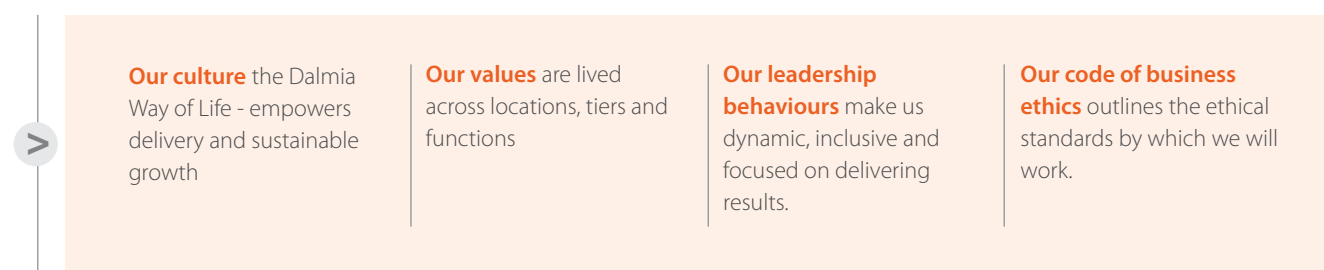 Our culture the Dalmia
Way of Life - empowers
delivery and sustainable
growth
Our values are lived
across locations, tiers and
functions
Our leadership
behaviours make us
dynamic, inclusive and
focused on delivering
results.
Our code of business
ethics outlines the ethical
standards by which we will
work.